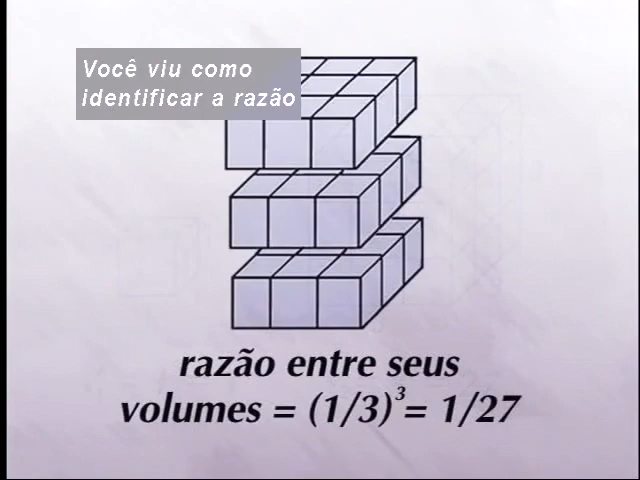 Você viu como
identificar a razão
razão entre seus
volumes = (1/3)³= 1/27